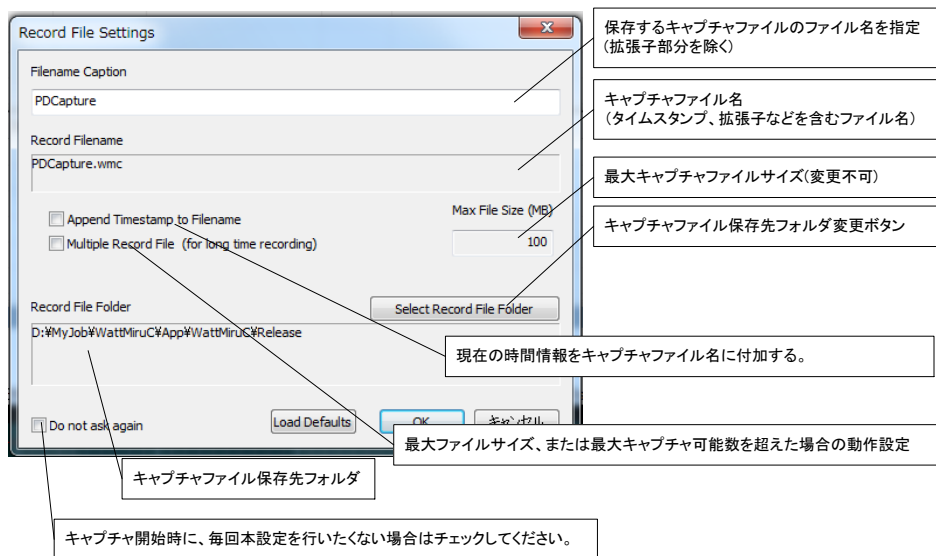 Record File Settings
保存するキャプチャファイルのファイル名を指定
(拡張子部分を除く)
Filename Caption
PDCapture
キャプチャファイル名
(タイムスタンプ、拡張子などを含むファイル名)
Record Filename
PDCapture.wmc
最大キャプチャファイルサイズ(変更不可)
Append Timestamp to Filename
Max File Size (MB)
Multiple Record File (for long time recording)
100
キャプチャファイル保存先フォルダ変更ボタン
Record File Folder
Select Record File Folder
D:¥MyJob¥WattMiruC¥App¥WattMiruC¥Release
現在の時間情報をキャプチャファイル名に付加する。
Do not ask again
Load Defaults
OK
キャンセル
最大ファイルサイズ、または最大キャプチャ可能数を超えた場合の動作設定
キャプチャファイル保存先フォルダ
キャプチャ開始時に、毎回本設定を行いたくない場合はチェックしてください。